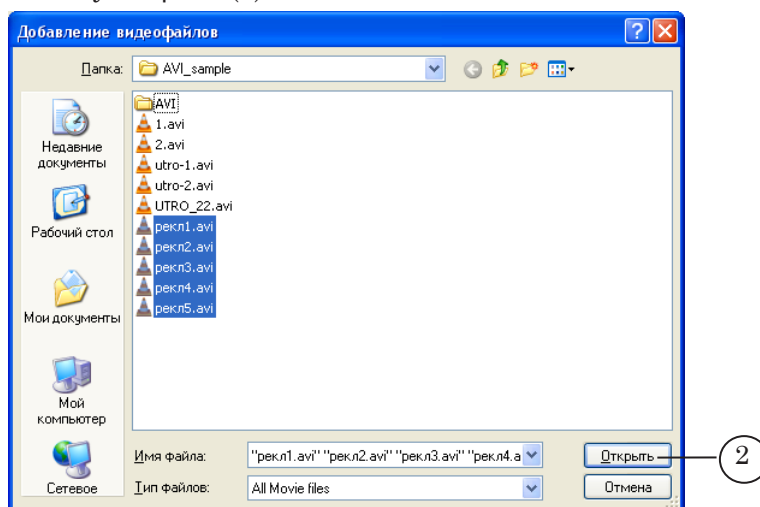 Добавление видеофайлов
Папка: AVI_sample
AVI
1.avi
2.avi
utro-1.avi
utro-2.avi
UTRO_22.avi
рекл1.avi
рекл2.avi
рекл3.avi
рекл4.avi
рекл5.avi
Недавние
документы
Рабочий стол
Мои документы
Мой
компьютер
Сетевое
Имя файла: "рекл1.avi" "рекл2.avi" "рекл3.avi" "рекл4.a Открыть 2
Тип файлов: All Movie files Отмена